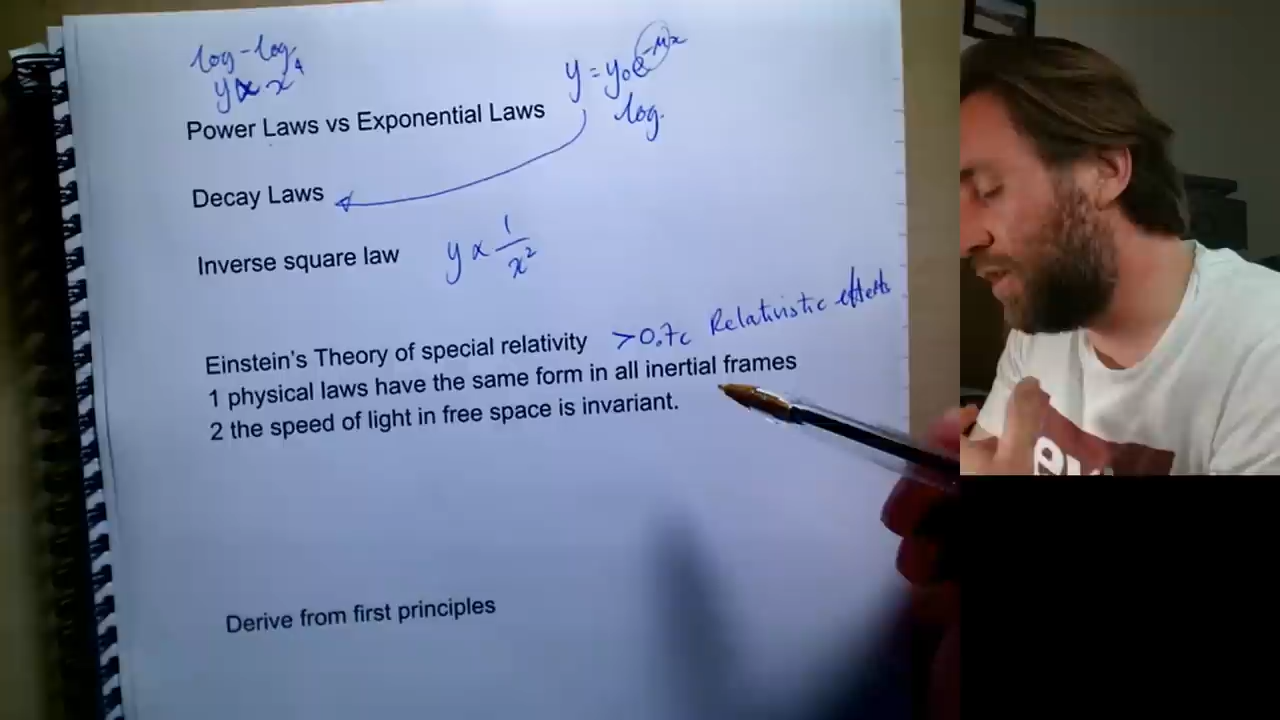 log-log
y ∝ x⁴
y = y₀e^-μx
log.
Power Laws vs Exponential Laws
Decay Laws
Inverse square law y ∝ 1/x²
Einstein's Theory of special relativity >0.7c Relativistic effects
1 physical laws have the same form in all inertial frames
2 the speed of light in free space is invariant.
Derive from first principles